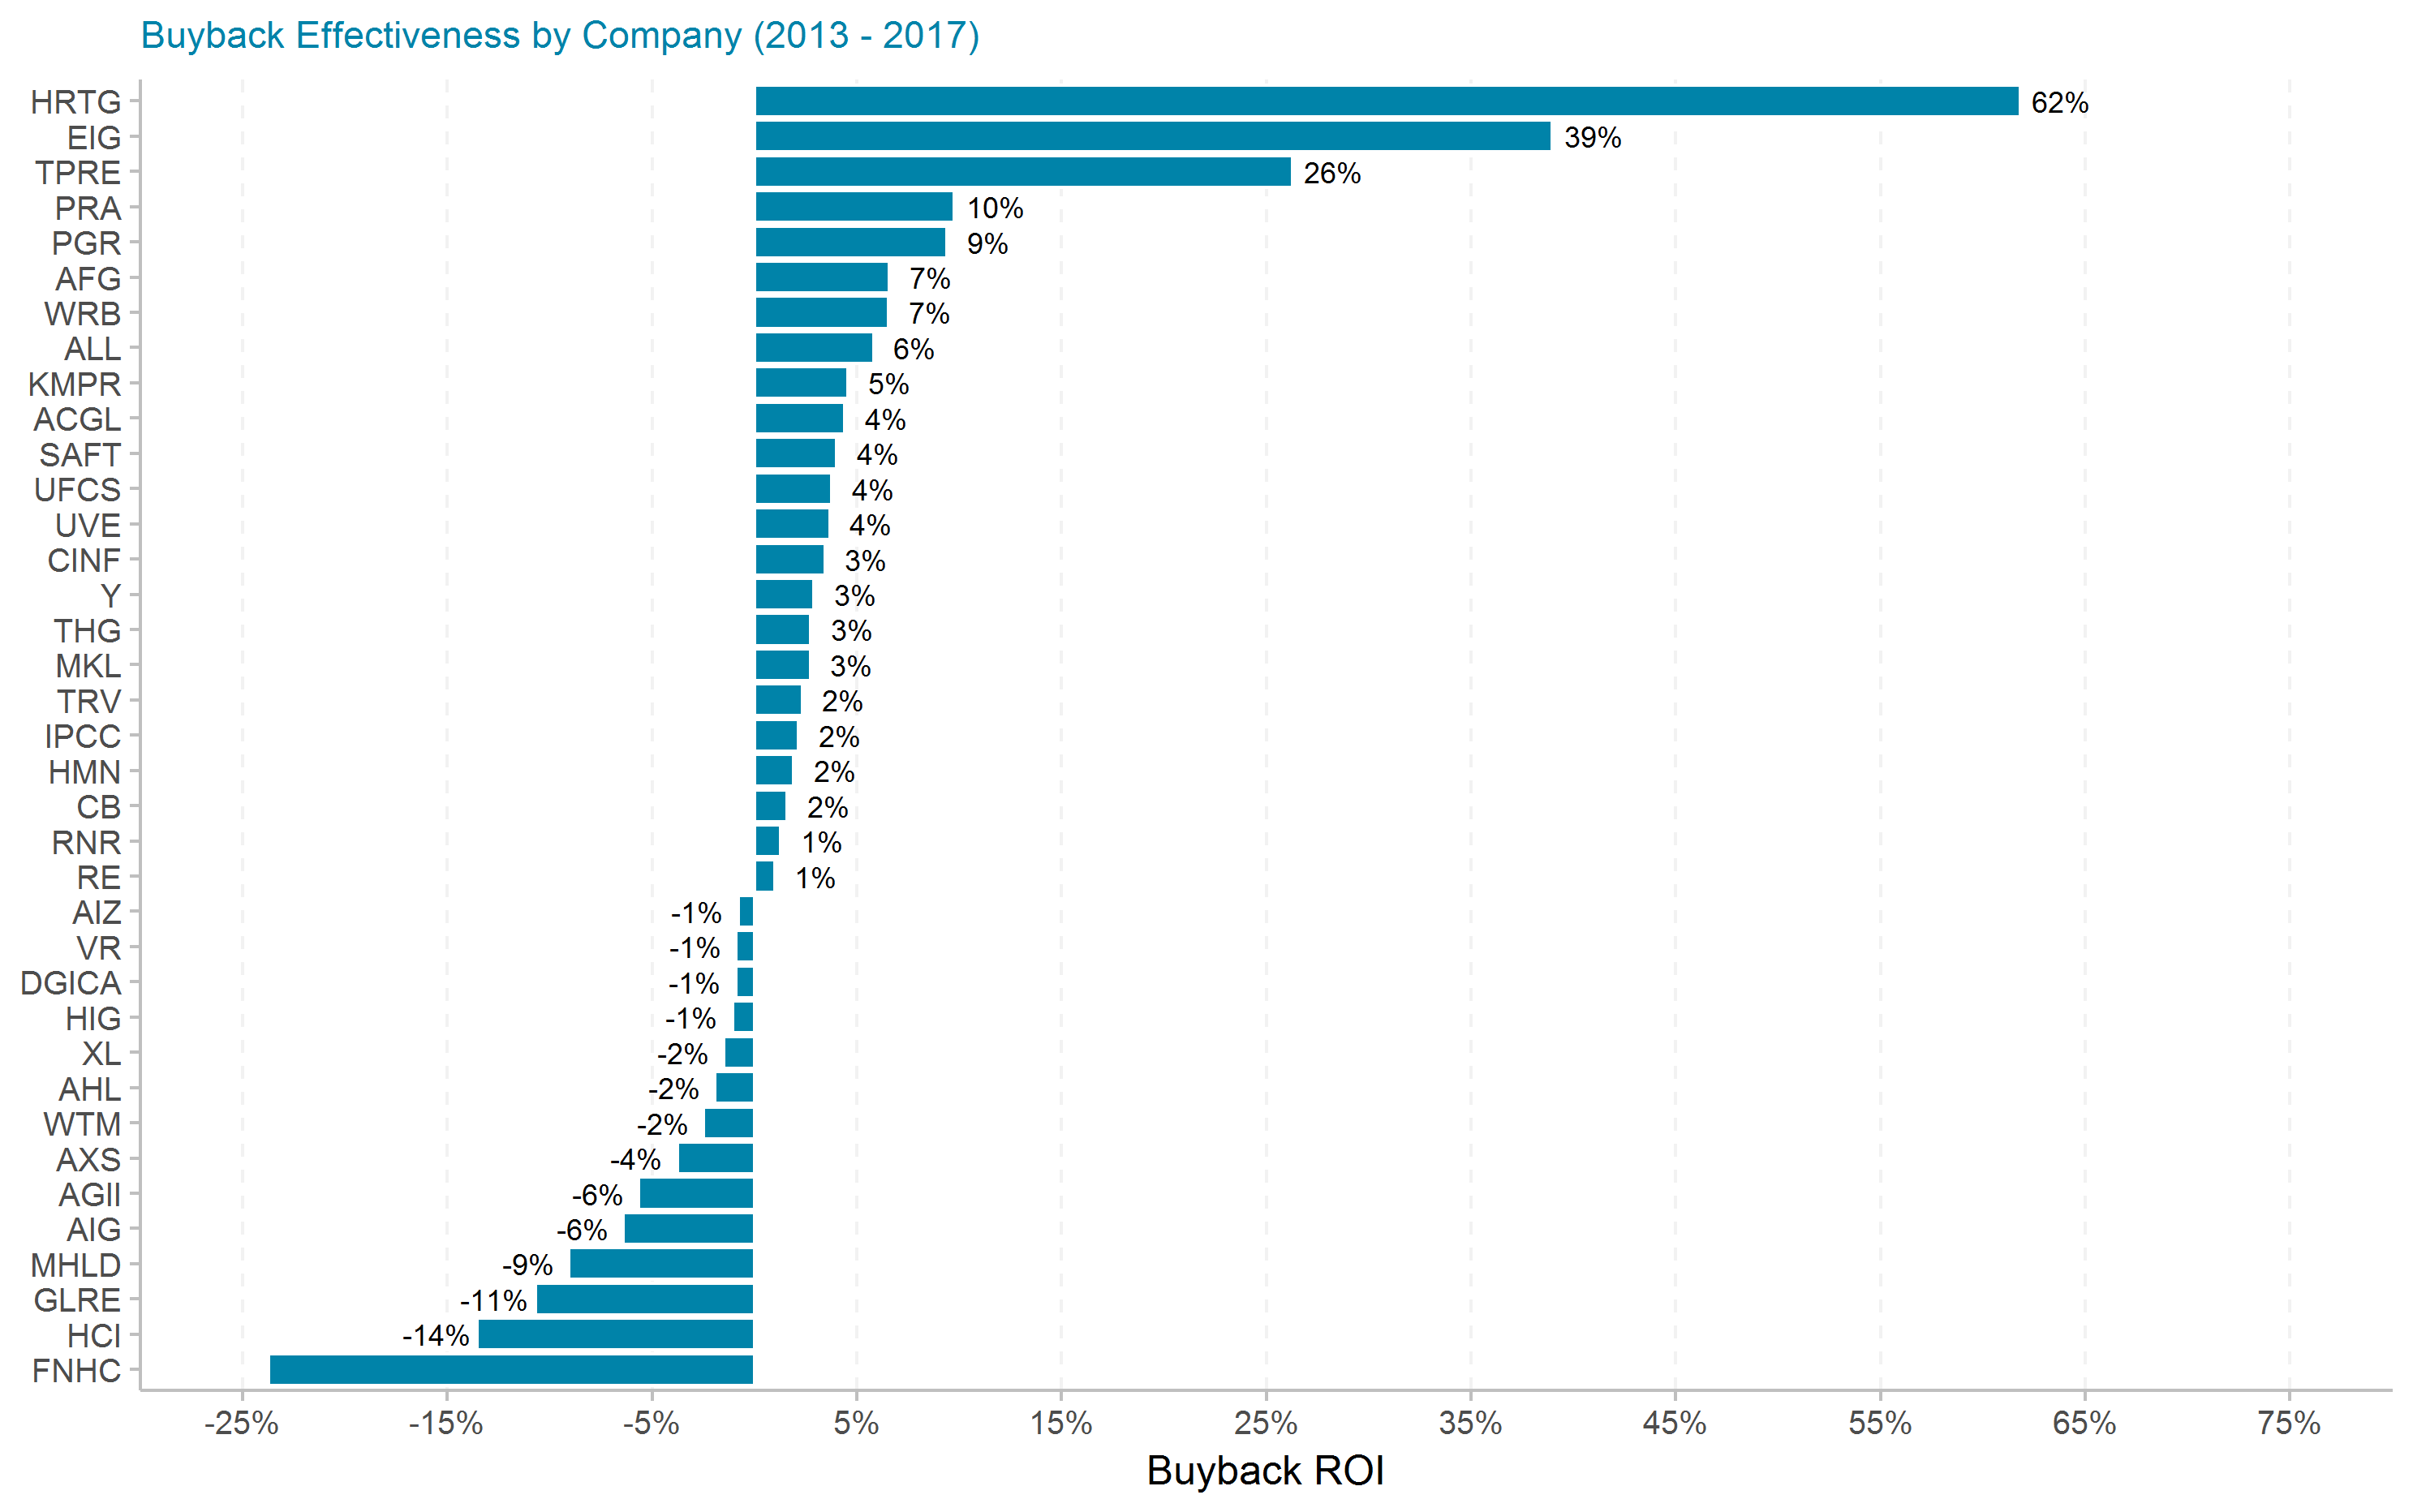 Buyback Effectiveness by Company (2013 - 2017)
HRTG 62%
EIG 39%
TPRE 26%
PRA 10%
PGR 9%
AFG 7%
WRB 7%
ALL 6%
KMPR 5%
ACGL 4%
SAFT 4%
UFCS 4%
UVE 4%
CINF 3%
Y 3%
THG 3%
MKL 3%
TRV 2%
IPCC 2%
HMN 2%
CB 2%
RNR 1%
RE 1%
AIZ -1%
VR -1%
DGICA -1%
HIG -1%
XL -2%
AHL -2%
WTM -2%
AXS -4%
AGII -6%
AIG -6%
MHLD -9%
GLRE -11%
HCI -14%
FNHC
-25% -15% -5% 5% 15% 25% 35% 45% 55% 65% 75%
Buyback ROI